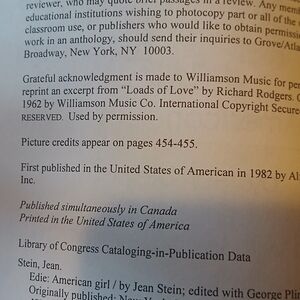 reviewer, who may quote brief passages in a review. Any mem
educational institutions wishing to photocopy part or all of the
classroom use, or publishers who would like to obtain permiss
work in an anthology, should send their inquiries to Grove/Atla
Broadway, New York, NY 10003.
Grateful acknowledgment is made to Williamson Music for per
reprint an excerpt from "Loads of Love" by Richard Rodgers. C
1962 by Williamson Music Co. International Copyright Secure
RESERVED. Used by permission.
Picture credits appear on pages 454-455.
First published in the United States of American in 1982 by Al
Inc.
Published simultaneously in Canada
Printed in the United States of America
Library of Congress Cataloging-in-Publication Data
Stein, Jean.
Edie: American girl / by Jean Stein; edited with George Plim
Originally published: New York